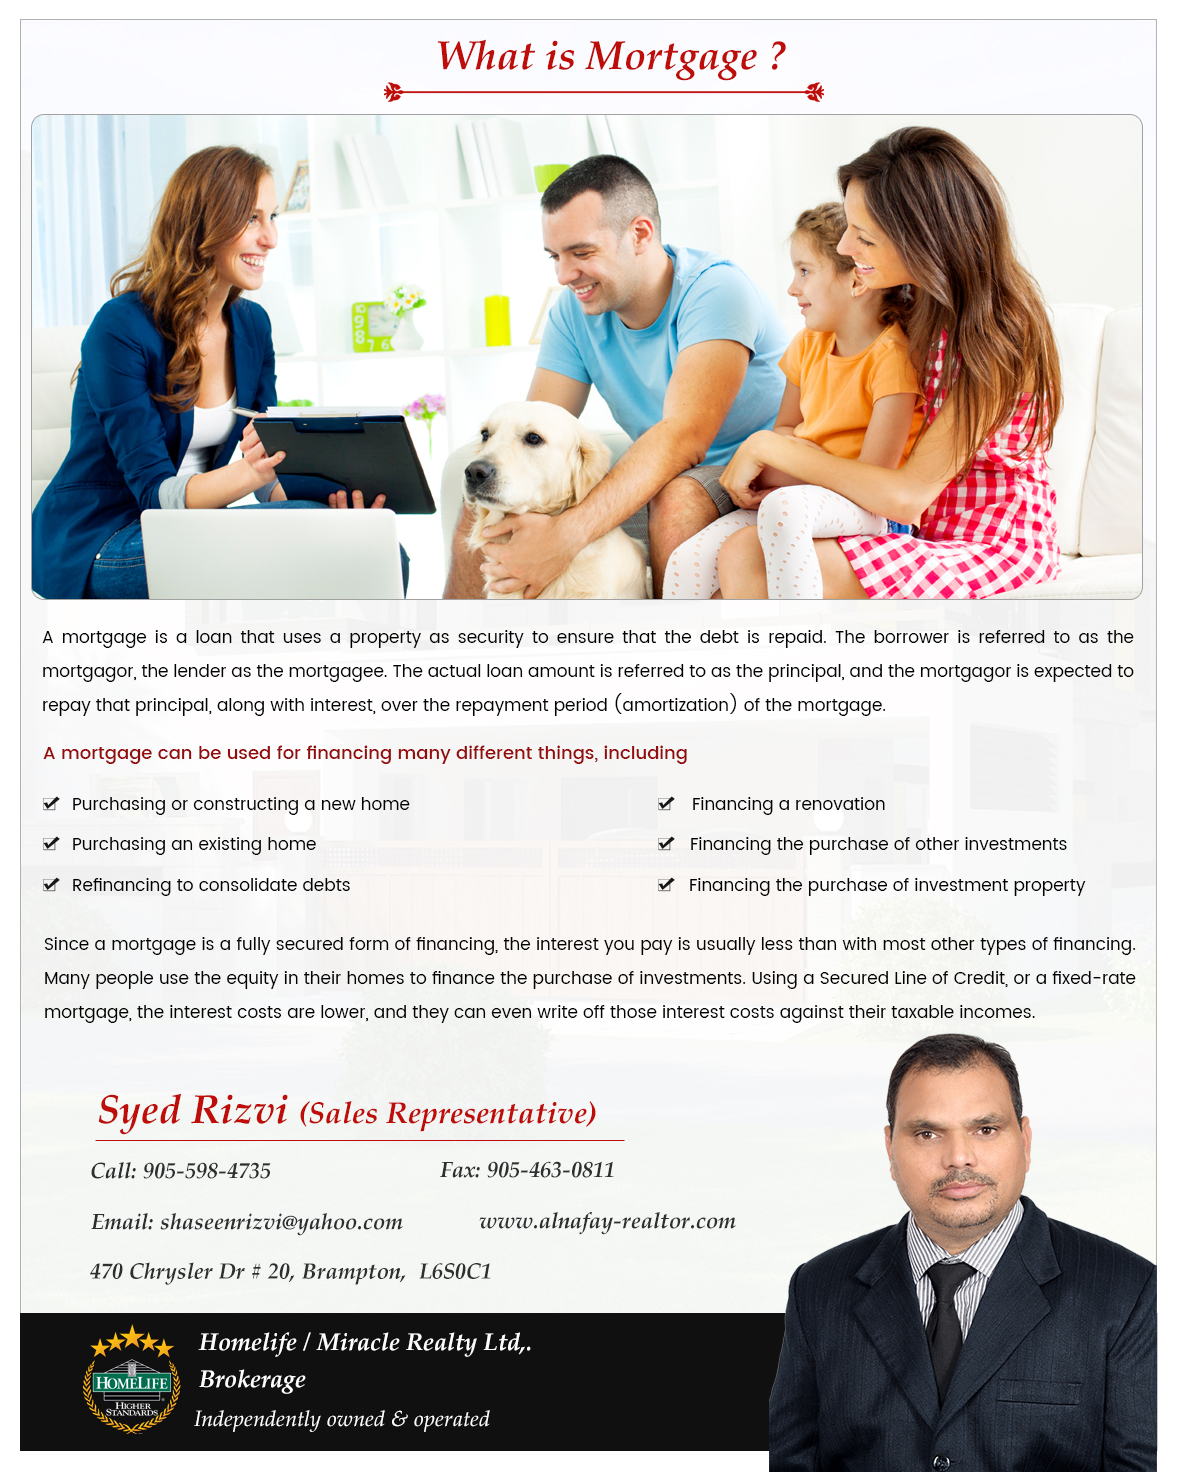 What is Mortgage ?
A mortgage is a loan that uses a property as security to ensure that the debt is repaid. The borrower is referred to as the
mortgagor, the lender as the mortgagee. The actual loan amount is referred to as the principal, and the mortgagor is expected to
repay that principal, along with interest, over the repayment period (amortization) of the mortgage.
A mortgage can be used for financing many different things, including
Purchasing or constructing a new home
Purchasing an existing home
Refinancing to consolidate debts
Financing a renovation
Financing the purchase of other investments
Financing the purchase of investment property
Since a mortgage is a fully secured form of financing, the interest you pay is usually less than with most other types of financing.
Many people use the equity in their homes to finance the purchase of investments. Using a Secured Line of Credit, or a fixed-rate
mortgage, the interest costs are lower, and they can even write off those interest costs against their taxable incomes.
Syed Rizvi (Sales Representative)
Call: 905-598-4735 Fax: 905-463-0811
Email: shaseenrizvi@yahoo.com www.alnafay-realtor.com
470 Chrysler Dr # 20, Brampton, L6S0C1
HOMELIFE
HIGHER
STANDARDS
Homelife / Miracle Realty Ltd,.
Brokerage
Independently owned & operated